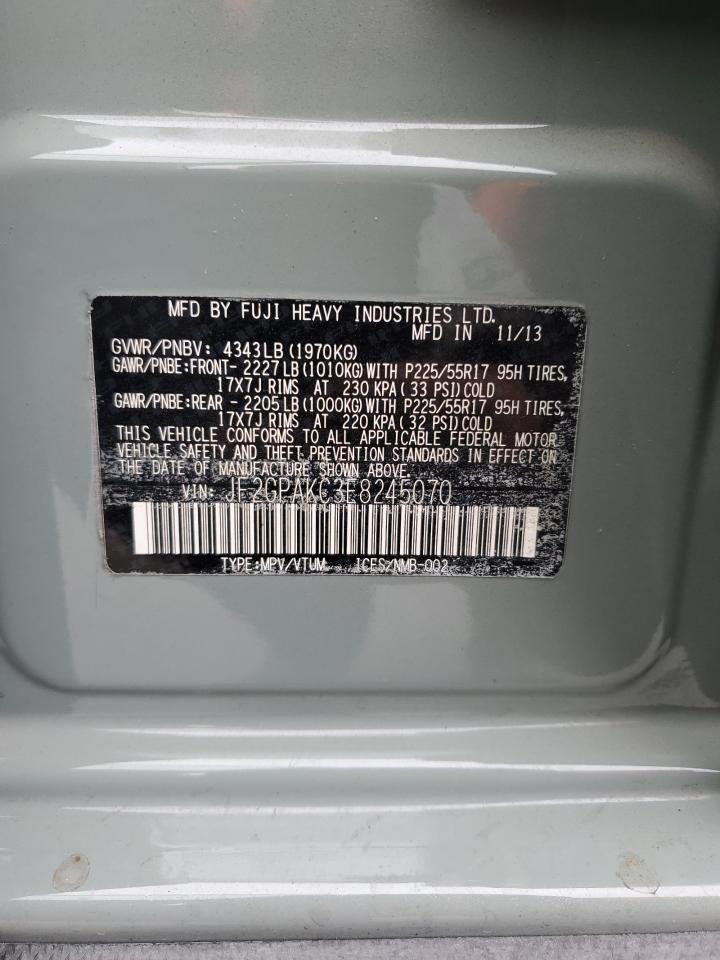 MFD BY FUJI HEAVY INDUSTRIES LTD.
MFD IN 11/13
GVWR/PNBV: 4343LB (1970KG)
GAWR/PNBE:FRONT- 2227LB (1010KG) WITH P225/55R17 95H TIRES,
17X7J RIMS AT 230 KPA (33 PSI) COLD
GAWR/PNBE:REAR - 2205LB (1000KG) WITH P225/55R17 95H TIRES,
17X7J RIMS AT 220 KPA (32 PSI) COLD
THIS VEHICLE CONFORMS TO ALL APPLICABLE FEDERAL MOTOR
VEHICLE SAFETY AND THEFT PREVENTION STANDARDS IN EFFECT ON
THE DATE OF MANUFACTURE SHOWN ABOVE.
VIN: JF2GPAKC3E8245070
TYPE:MPV/VTUM ICES/NMB-002